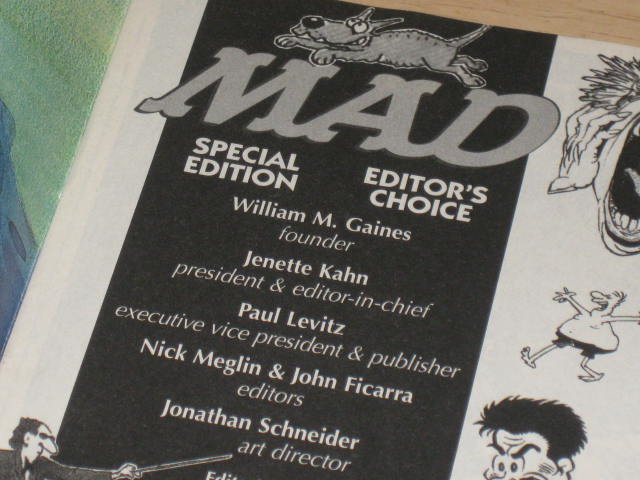 MAD
SPECIAL EDITION
EDITOR'S CHOICE
William M. Gaines
founder
Jenette Kahn
president & editor-in-chief
Paul Levitz
executive vice president & publisher
Nick Meglin & John Ficarra
editors
Jonathan Schneider
art director